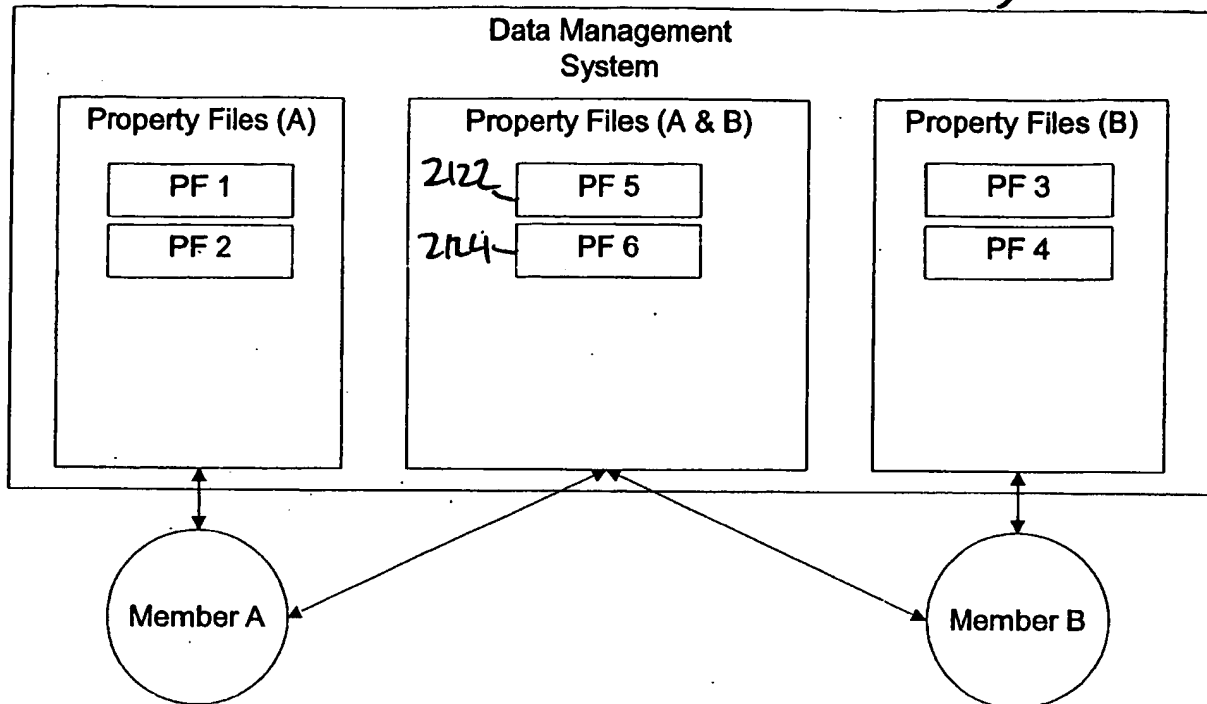 Data Management
System
Property Files (A)
PF 1
PF 2
Property Files (A & B)
2122
PF 5
2124
PF 6
Property Files (B)
PF 3
PF 4
Member A
Member B